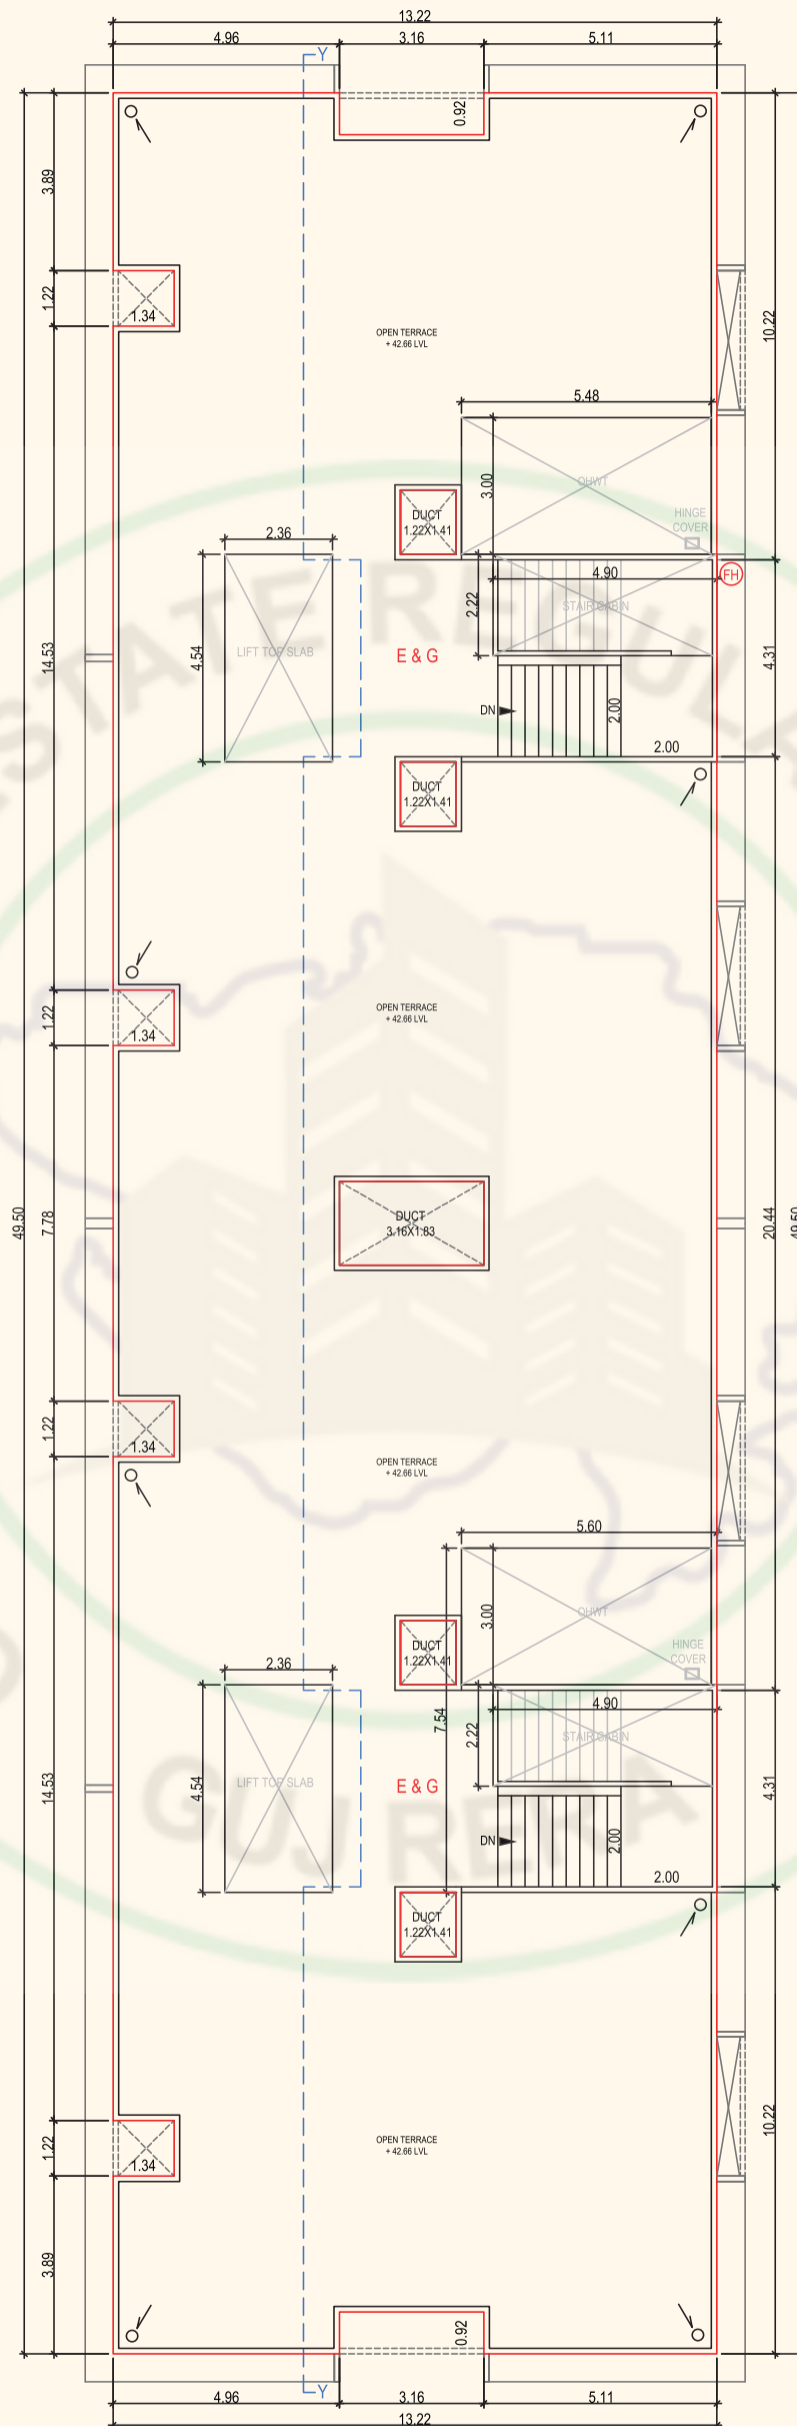 13.22
4.96 3.16 5.11
Y
0.92
3.89
1.22
1.34
OPEN TERRACE
+ 42.66 LVL
10.22
5.48
3.00
OHWT
HINGE
COVER
DUCT
1.22X1.41
2.36
4.90
FH
STAIR CABIN
2.22
14.53
4.54
LIFT TOP SLAB
E & G
4.31
DN
2.00
2.00
DUCT
1.22X1.41
ESTATE REGULA
1.22
1.34
OPEN TERRACE
+ 42.66 LVL
49.50
7.78
DUCT
3.16X1.83
20.44
49.50
1.22
1.34
OPEN TERRACE
+ 42.66 LVL
5.60
3.00
OHWT
HINGE
COVER
DUCT
1.22X1.41
2.36
7.54
4.90
STAIR CABIN
2.22
14.53
4.54
LIFT TOP SLAB
E & G
4.31
DN
2.00
2.00
GUJ RERA
DUCT
1.22X1.41
1.22
1.34
OPEN TERRACE
+ 42.66 LVL
10.22
3.89
0.92
Y
4.96 3.16 5.11
13.22